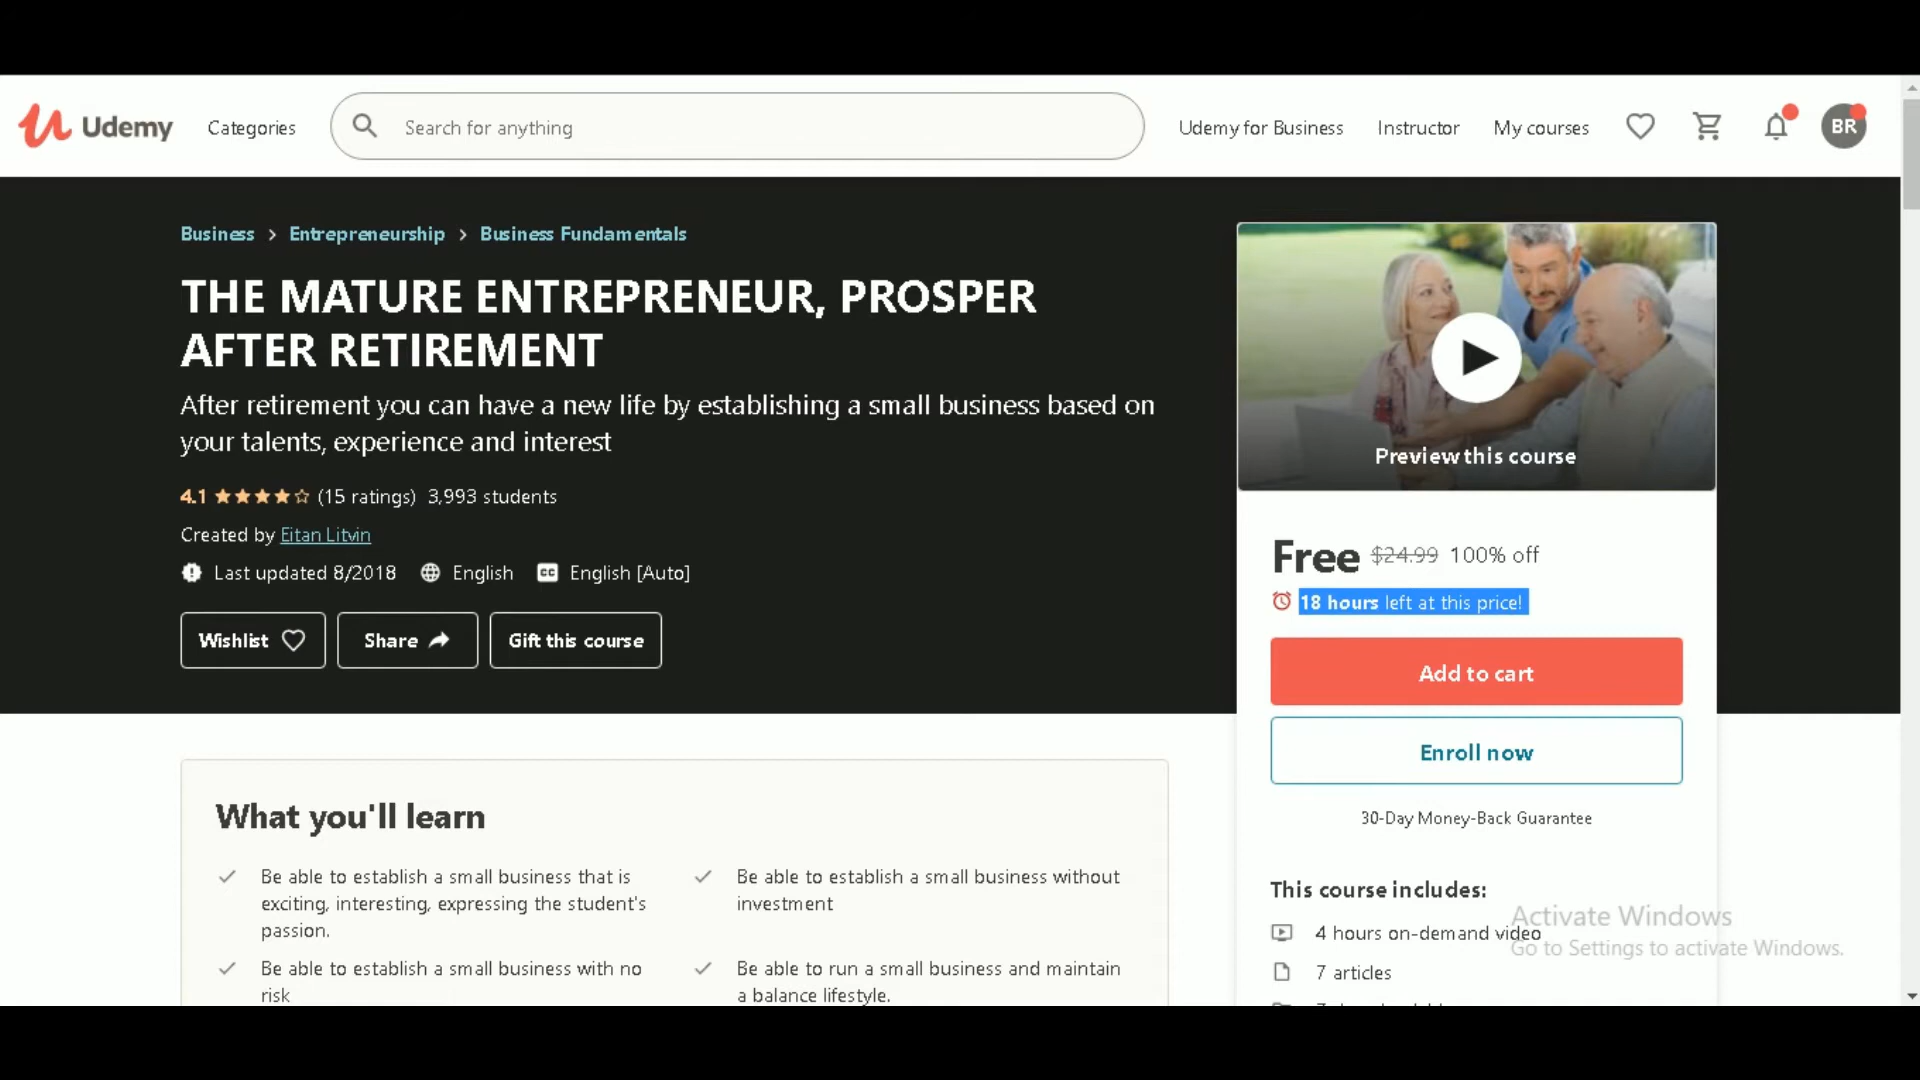 Udemy
Categories
Search for anything
Udemy for Business
Instructor
My courses
BR
Business > Entrepreneurship > Business Fundamentals
THE MATURE ENTREPRENEUR, PROSPER
AFTER RETIREMENT
After retirement you can have a new life by establishing a small business based on
your talents, experience and interest
4.1 (15 ratings) 3,993 students
Created by Eitan Litvin
Last updated 8/2018 English CC English [Auto]
Wishlist
Share
Gift this course
Preview this course
Free $24.99 100% off
18 hours left at this price!
Add to cart
Enroll now
30-Day Money-Back Guarantee
This course includes:
4 hours on-demand video
7 articles
What you'll learn
Be able to establish a small business that is
exciting, interesting, expressing the student's
passion.
Be able to establish a small business without
investment
Be able to establish a small business with no
risk
Be able to run a small business and maintain
a balance lifestyle.
Activate Windows
Go to Settings to activate Windows.